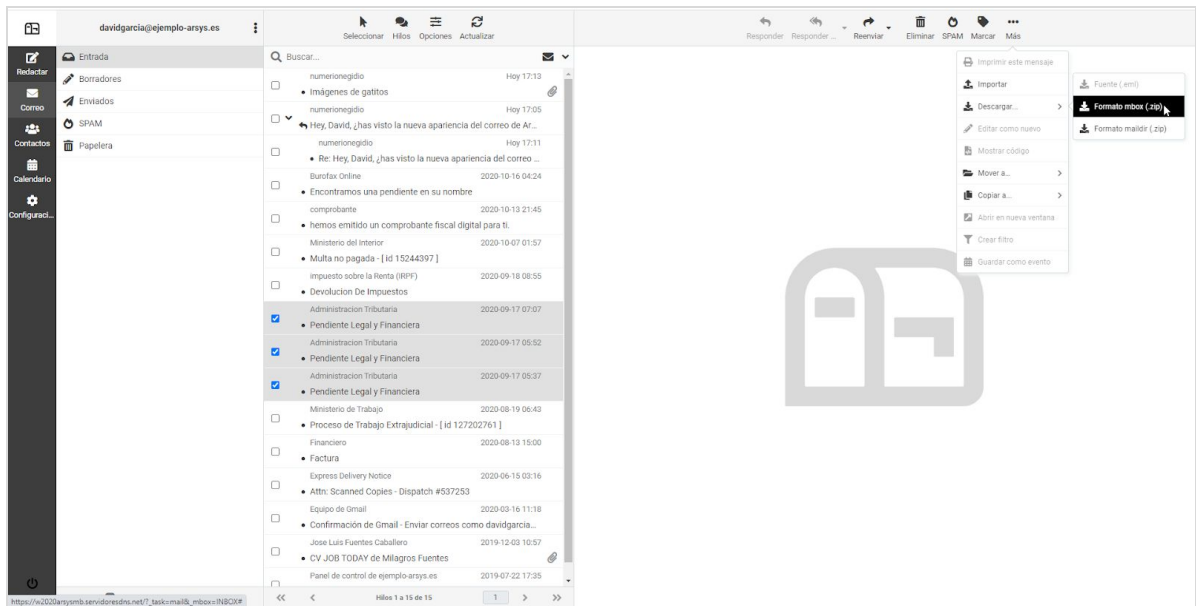 davidgarcia@ejemplo-arsys.es
Redactar
Correo
Contactos
Calendario
Configuraci...
Entrada
Borradores
Enviados
SPAM
Papelera
Seleccionar Hilos Opciones Actualizar
Buscar...
numerionegidio Hoy 17:13
Imágenes de gatitos
numerionegidio Hoy 17:05
Hey, David, ¿has visto la nueva apariencia del correo de Ar...
numerionegidio Hoy 17:11
Re: Hey, David, ¿has visto la nueva apariencia del correo ...
Burofax Online 2020-10-16 04:24
Encontramos una pendiente en su nombre
comprobante 2020-10-13 21:45
hemos emitido un comprobante fiscal digital para ti.
Ministerio del Interior 2020-10-07 01:57
Multa no pagada - [ id 15244397 ]
impuesto sobre la Renta (IRPF) 2020-09-18 08:55
Devolucion De Impuestos
Administracion Tributaria 2020-09-17 07:07
Pendiente Legal y Financiera
Administracion Tributaria 2020-09-17 05:52
Pendiente Legal y Financiera
Administracion Tributaria 2020-09-17 05:37
Pendiente Legal y Financiera
Ministerio de Trabajo 2020-08-19 06:43
Proceso de Trabajo Extrajudicial - [ id 127202761 ]
Financiero 2020-08-13 15:00
Factura
Express Delivery Notice 2020-06-15 03:16
Attn: Scanned Copies - Dispatch #537253
Equipo de Gmail 2020-03-16 11:18
Confirmación de Gmail - Enviar correos como davidgarcia...
Jose Luis Fuentes Caballero 2019-12-03 10:57
CV JOB TODAY de Milagros Fuentes
Panel de control de ejemplo-arsys.es 2019-07-22 17:35
Hilos 1 a 15 de 15 1
Responder Responder ... Reenviar Eliminar SPAM Marcar Más
Imprimir este mensaje
Importar
Descargar...
Editar como nuevo
Mostrar código
Mover a...
Copiar a...
Abrir en nueva ventana
Crear filtro
Guardar como evento
Fuente (.eml)
Formato mbox (.zip)
Formato maildir (.zip)
https://w2020arsysmb.servidoresdns.net/?_task=mail&_mbox=INBOX#